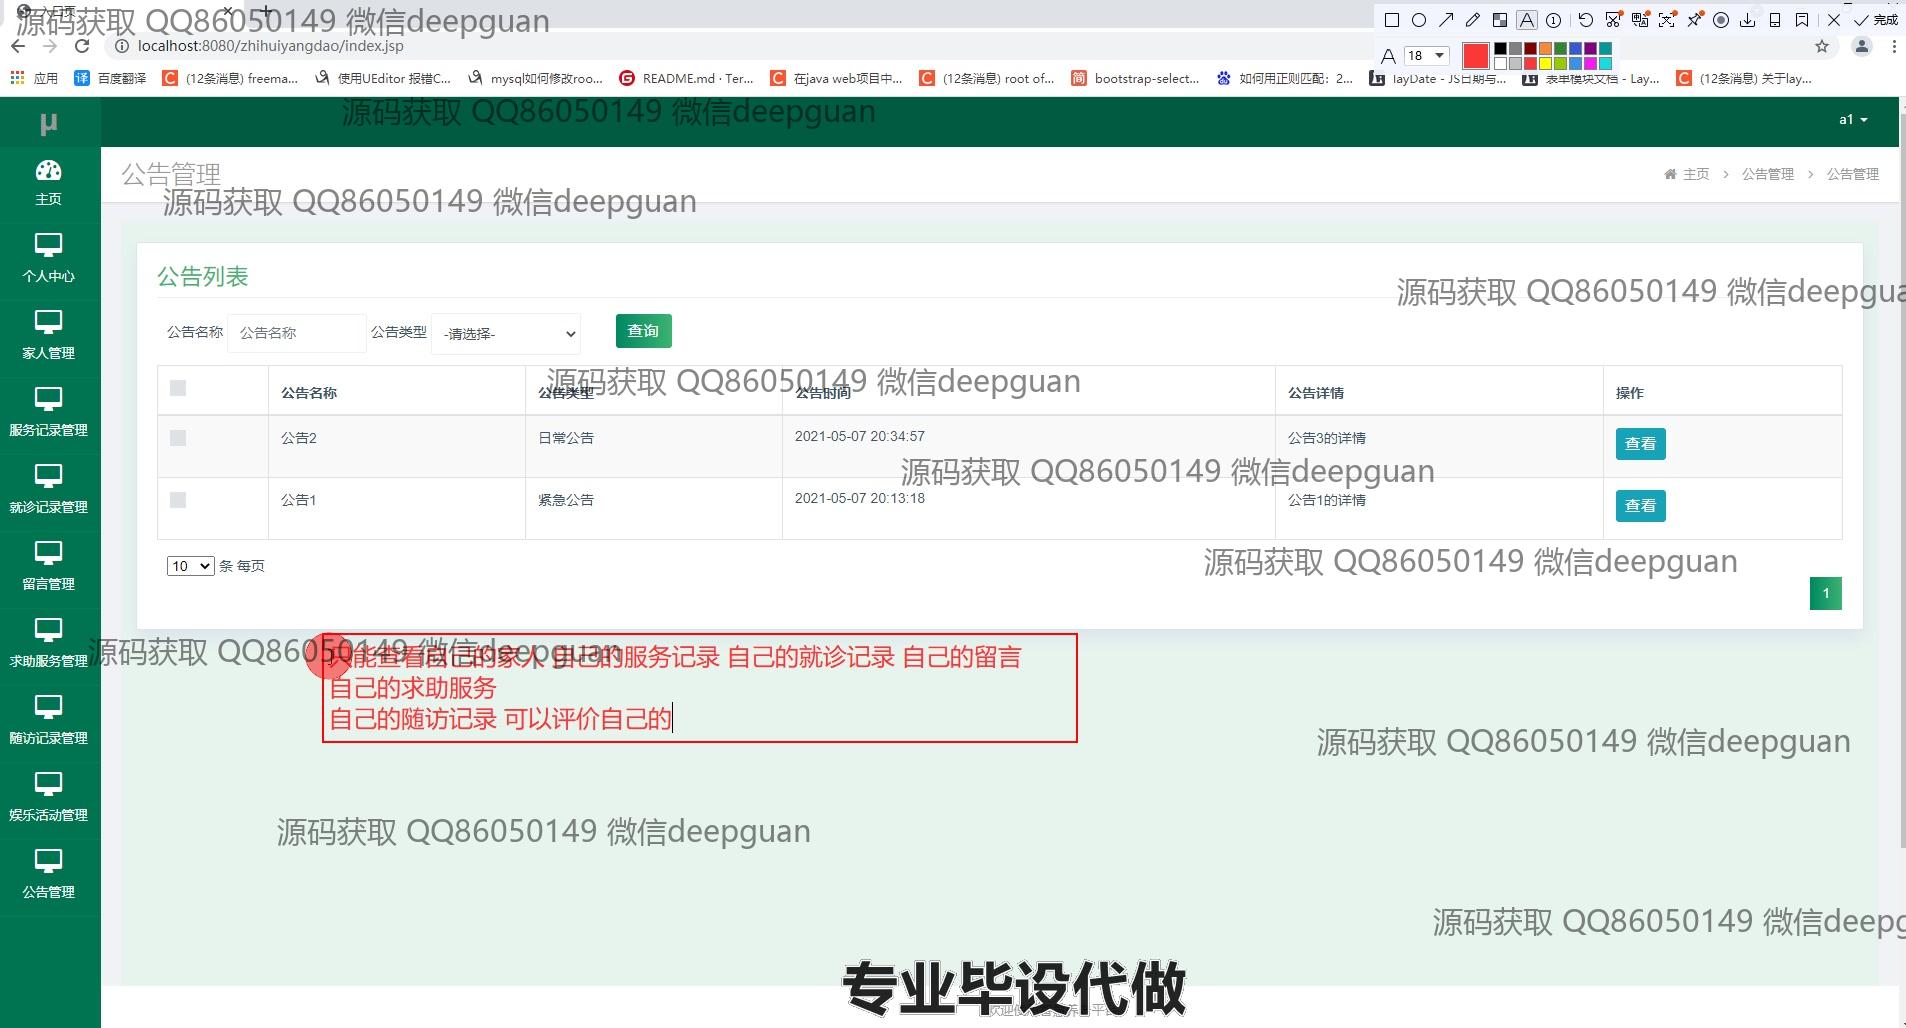 源码获取 QQ86050149 微信deepguan
localhost:8080/zhihuiyangdao/index.jsp
18
完成
应用
百度翻译
(12条消息) freema...
使用UEditor 报错C...
mysql如何修改roo...
README.md · Ter...
在java web项目中...
(12条消息) root of...
bootstrap-select...
如何用正则匹配：2...
layDate - JS日期与...
表单模块文档 - Lay...
(12条消息) 关于lay...
源码获取 QQ86050149 微信deepguan
μ
a1
主页
个人中心
家人管理
服务记录管理
就诊记录管理
留言管理
求助服务管理
随访记录管理
娱乐活动管理
公告管理
公告管理
主页 > 公告管理 > 公告管理
源码获取 QQ86050149 微信deepguan
公告列表
源码获取 QQ86050149 微信deepgua
公告名称 公告名称 公告类型 -请选择- 查询
源码获取 QQ86050149 微信deepguan
公告名称 公告类型 公告时间 公告详情 操作
公告2 日常公告 2021-05-07 20:34:57 公告3的详情 查看
源码获取 QQ86050149 微信deepguan
公告1 紧急公告 2021-05-07 20:13:18 公告1的详情 查看
10 条 每页
源码获取 QQ86050149 微信deepguan
1
源码获取 QQ86050149 微信deepguan
只能查看自己的家人 自己的服务记录 自己的就诊记录 自己的留言
自己的求助服务
自己的随访记录 可以评价自己的
源码获取 QQ86050149 微信deepguan
源码获取 QQ86050149 微信deepguan
源码获取 QQ86050149 微信deepg
专业毕设代做